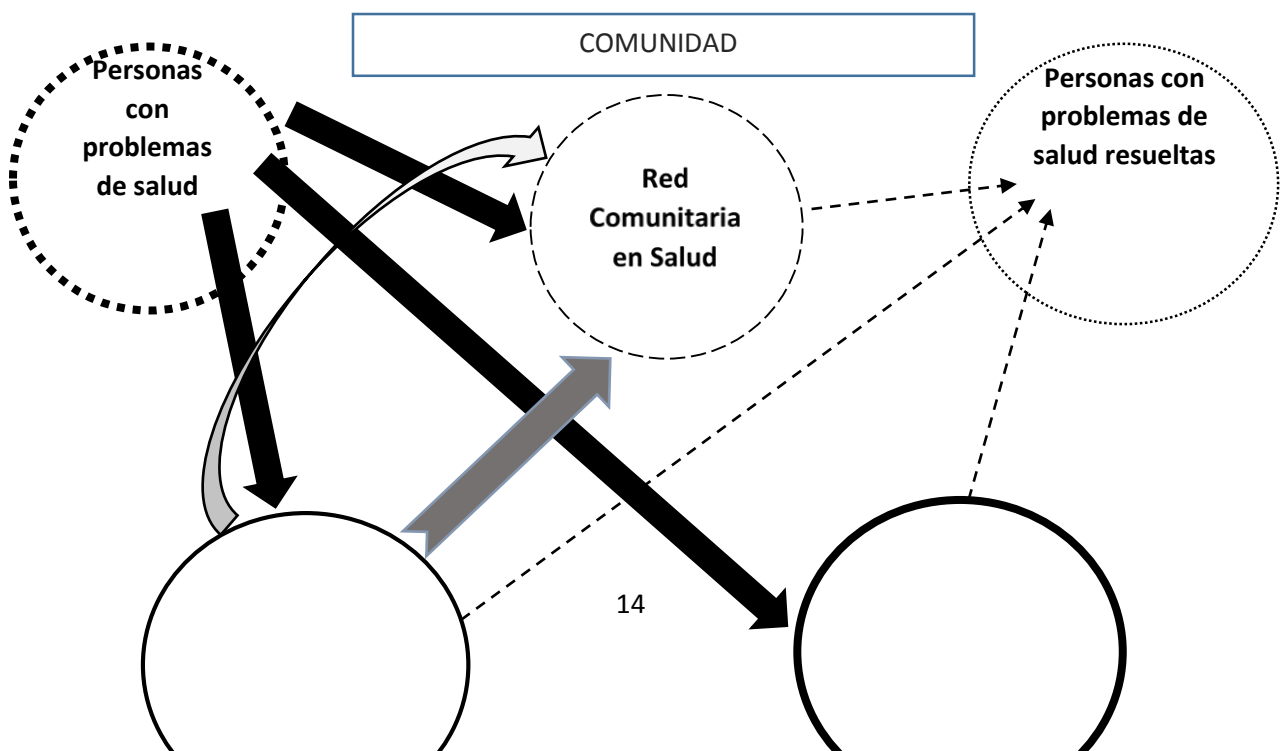 COMUNIDAD
Personas
con
problemas
de salud
Red
Comunitaria
en Salud
Personas con
problemas de
salud resueltas
14